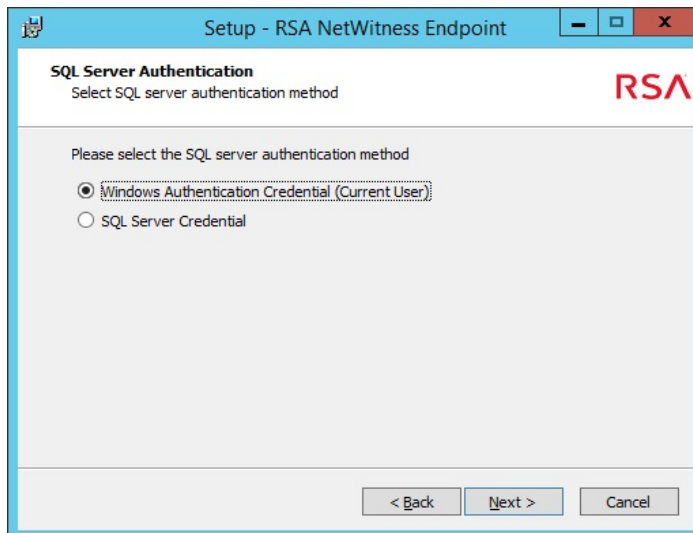 Setup - RSA NetWitness Endpoint
SQL Server Authentication
Select SQL server authentication method
RSA
Please select the SQL server authentication method
Windows Authentication Credential (Current User)
SQL Server Credential
< Back
Next >
Cancel